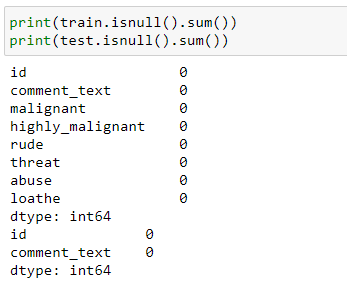 print(train.isnull().sum())
print(test.isnull().sum())
id 0
comment_text 0
malignant 0
highly_malignant 0
rude 0
threat 0
abuse 0
loathe 0
dtype: int64
id 0
comment_text 0
dtype: int64